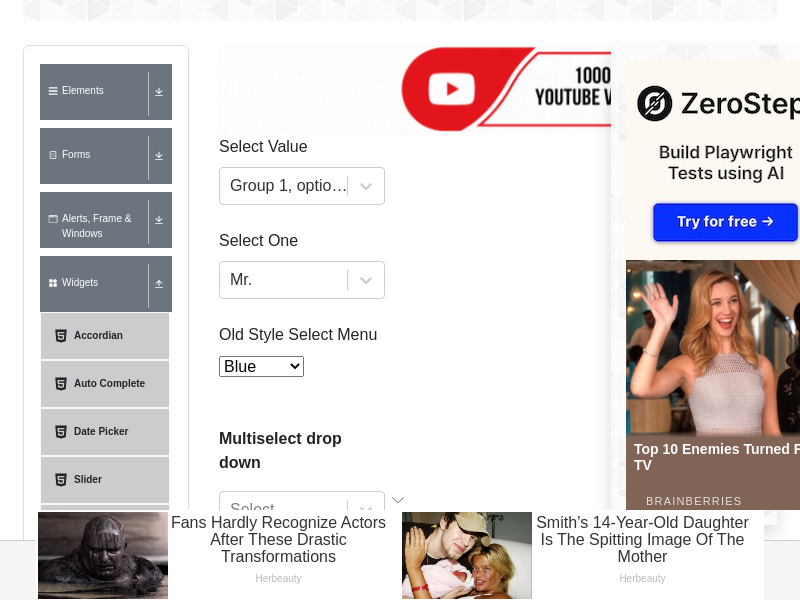 Elements
Forms
Alerts, Frame &
Windows
Widgets
Accordian
Auto Complete
Date Picker
Slider
1000
YOUTUBE V
Select Value
Group 1, optio...
Select One
Mr.
Old Style Select Menu
Blue
Multiselect drop
down
Select...
ZeroStep
Build Playwright
Tests using AI
Try for free →
Top 10 Enemies Turned F
TV
BRAINBERRIES
Fans Hardly Recognize Actors
After These Drastic
Transformations
Herbeauty
Smith's 14-Year-Old Daughter
Is The Spitting Image Of The
Mother
Herbeauty